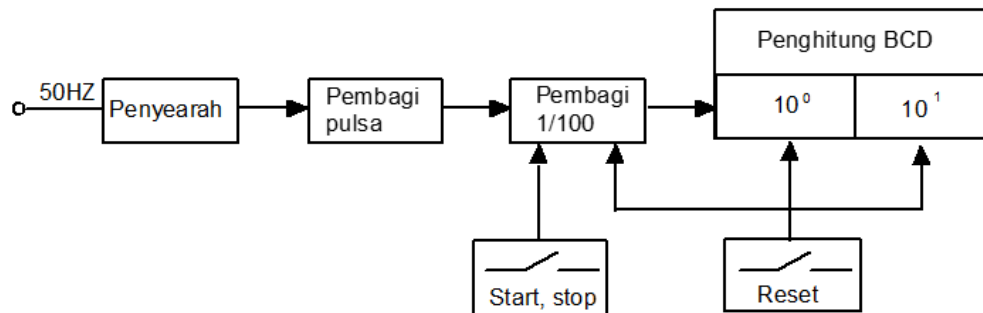 50HZ
Penyearah
Pembagi
pulsa
Pembagi
1/100
Penghitung BCD
10⁰
10¹
Start, stop
Reset